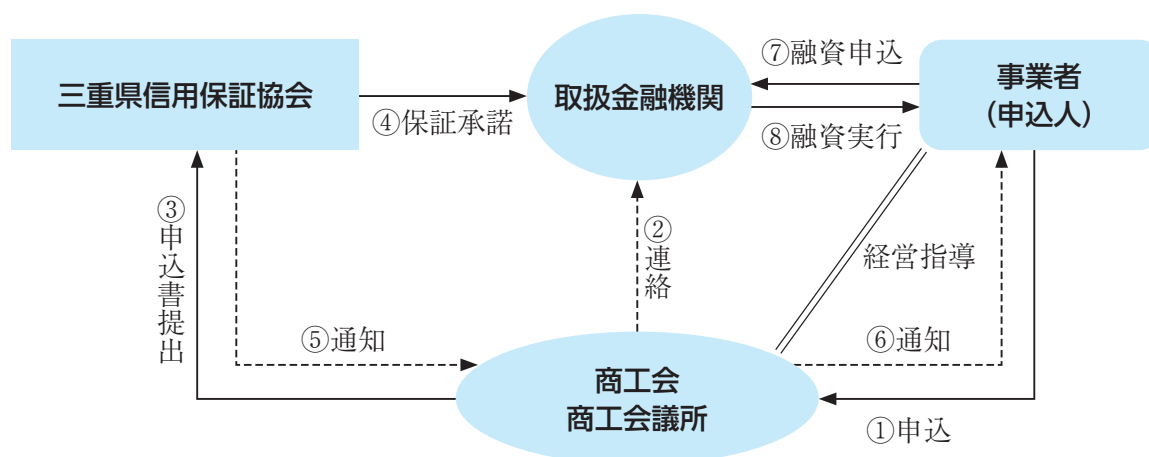 三重県信用保証協会
④保証承諾
取扱金融機関
⑦融資申込
⑧融資実行
事業者
（申込人）
③申込書提出
②連絡
経営指導
⑤通知
⑥通知
商工会
商工会議所
①申込